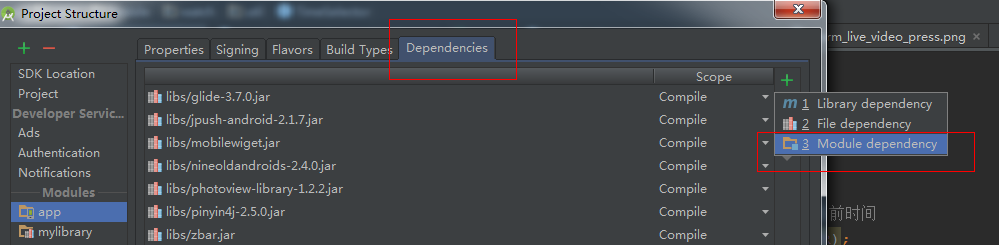 Project Structure
Properties Signing Flavors Build Types Dependencies
SDK Location
Project
Developer Servic...
Ads
Authentication
Notifications
Modules
app
mylibrary
Scope
libs/glide-3.7.0.jar Compile
libs/jpush-android-2.1.7.jar Compile
libs/mobilewiget.jar Compile
libs/nineoldandroids-2.4.0.jar Compile
libs/photoview-library-1.2.2.jar Compile
libs/pinyin4j-2.5.0.jar Compile
libs/zbar.jar Compile
1 Library dependency
2 File dependency
3 Module dependency
rm_live_video_press.png
前时间
);